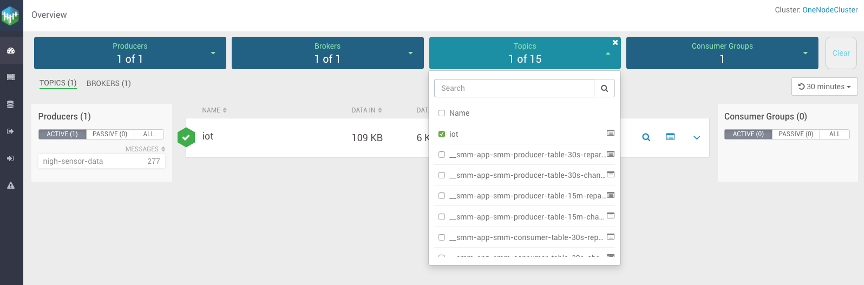 Overview
Cluster: OneNodeCluster
Producers
1 of 1
Brokers
1 of 1
Topics
1 of 15
Consumer Groups
1
Clear
TOPICS (1)
BROKERS (1)
30 minutes
Search
Producers (1)
ACTIVE (1)
PASSIVE (0)
ALL
MESSAGES
nigh-sensor-data
277
NAME
DATA IN
DAT
iot
109 KB
6 K
Name
iot
__smm-app-smm-producer-table-30s-repar...
__smm-app-smm-producer-table-30s-chan...
__smm-app-smm-producer-table-15m-repa...
__smm-app-smm-producer-table-15m-cha...
__smm-app-smm-consumer-table-30s-rep...
Consumer Groups (0)
ACTIVE (0)
PASSIVE (0)
ALL